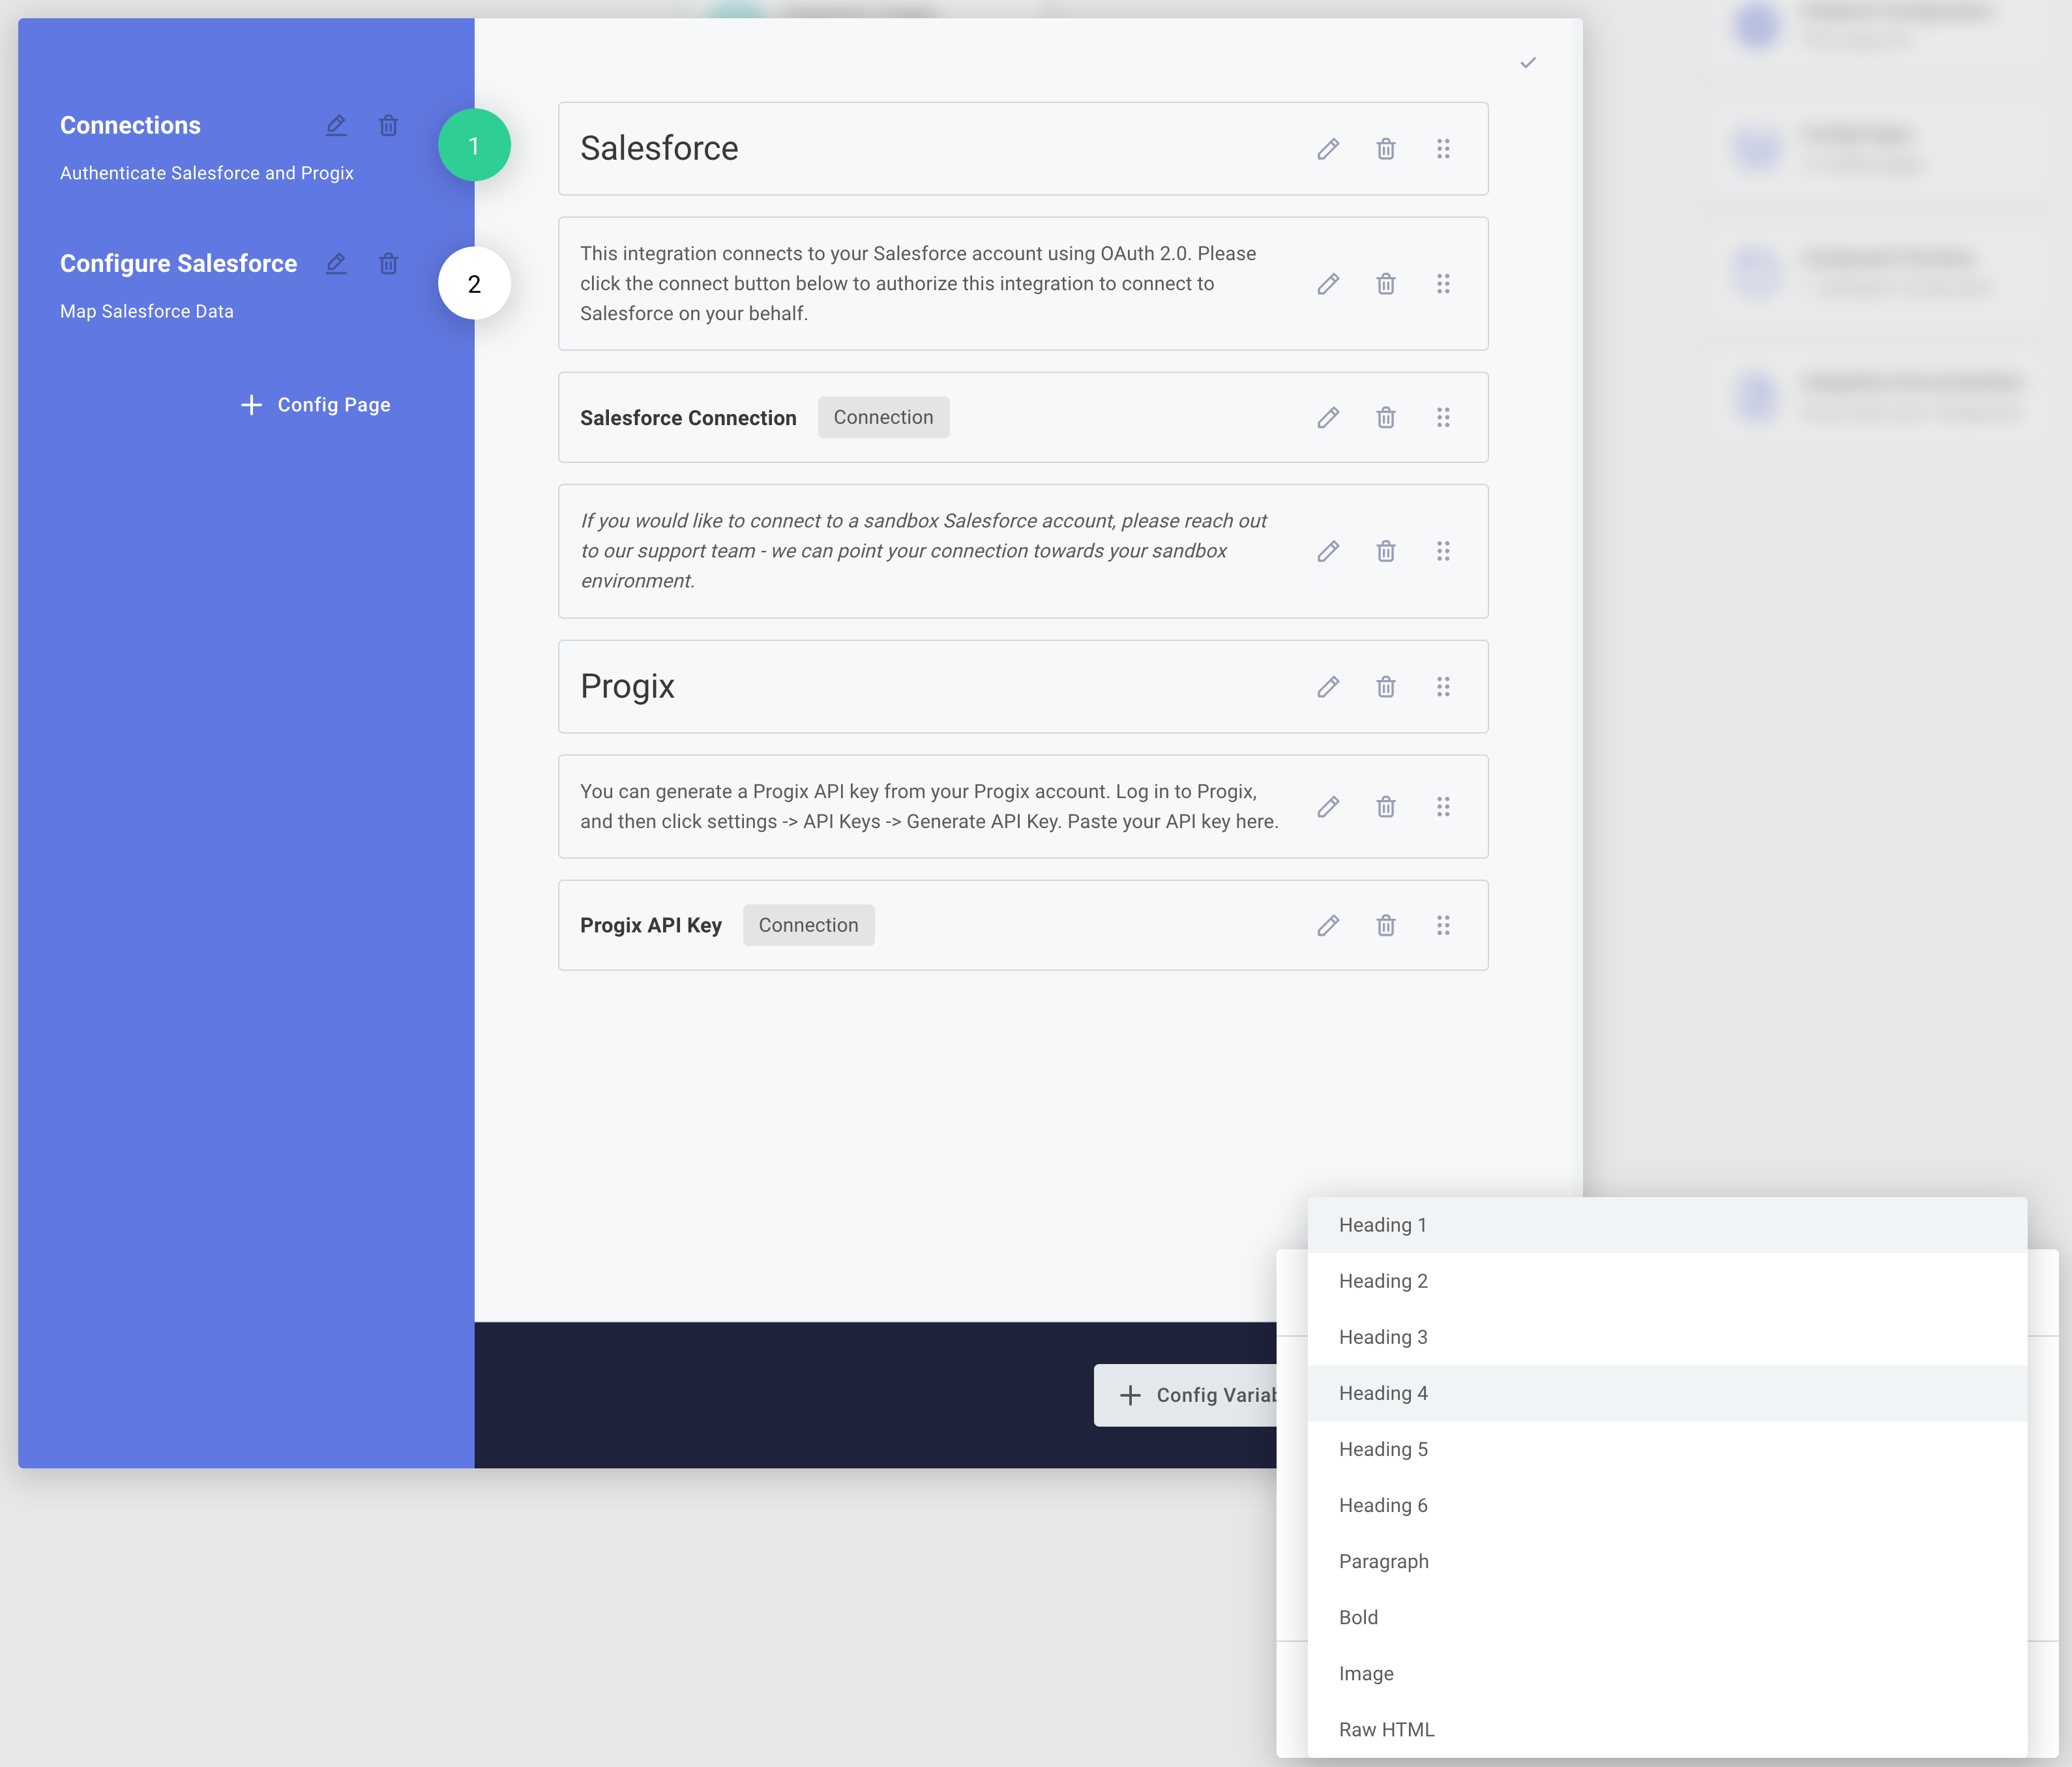 Connections
Authenticate Salesforce and Progix
1
Configure Salesforce
Map Salesforce Data
2
Config Page
Salesforce
This integration connects to your Salesforce account using OAuth 2.0. Please
click the connect button below to authorize this integration to connect to
Salesforce on your behalf.
Salesforce Connection
Connection
If you would like to connect to a sandbox Salesforce account, please reach out
to our support team - we can point your connection towards your sandbox
environment.
Progix
You can generate a Progix API key from your Progix account. Log in to Progix,
and then click settings -> API Keys -> Generate API Key. Paste your API key here.
Progix API Key
Connection
Config
Heading 1
Heading 2
Heading 3
Heading 4
Heading 5
Heading 6
Paragraph
Bold
Image
Raw HTML